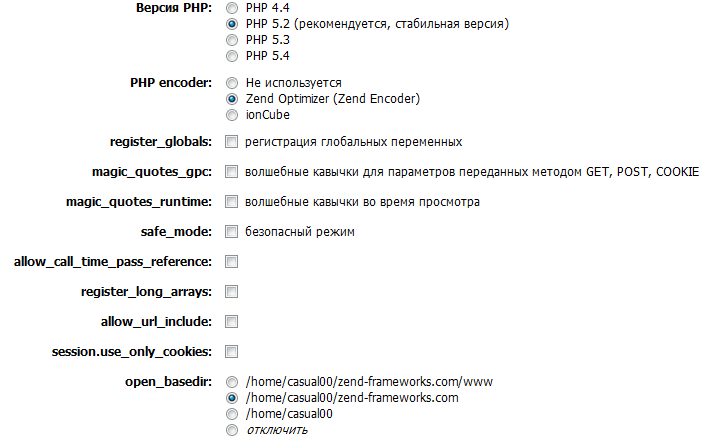 Версия PHP: PHP 4.4
PHP 5.2 (рекомендуется, стабильная версия)
PHP 5.3
PHP 5.4
PHP encoder: Не используется
Zend Optimizer (Zend Encoder)
ionCube
register_globals: регистрация глобальных переменных
magic_quotes_gpc: волшебные кавычки для параметров переданных методом GET, POST, COOKIE
magic_quotes_runtime: волшебные кавычки во время просмотра
safe_mode: безопасный режим
allow_call_time_pass_reference:
register_long_arrays:
allow_url_include:
session.use_only_cookies:
open_basedir: /home/casual00/zend-frameworks.com/www
/home/casual00/zend-frameworks.com
/home/casual00
отключить